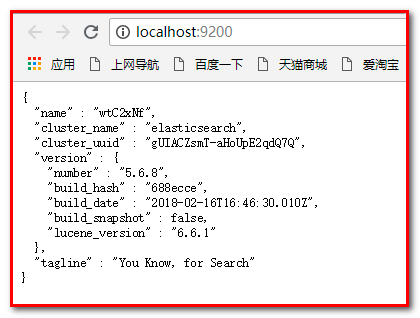 localhost:9200
应用 上网导航 百度一下 天猫商城 爱淘宝
{
"name" : "wtC2xNf",
"cluster_name" : "elasticsearch",
"cluster_uuid" : "gUIACZsmT-aHoUpE2qdQ7Q",
"version" : {
"number" : "5.6.8",
"build_hash" : "688ecce",
"build_date" : "2018-02-16T16:46:30.010Z",
"build_snapshot" : false,
"lucene_version" : "6.6.1"
},
"tagline" : "You Know, for Search"
}